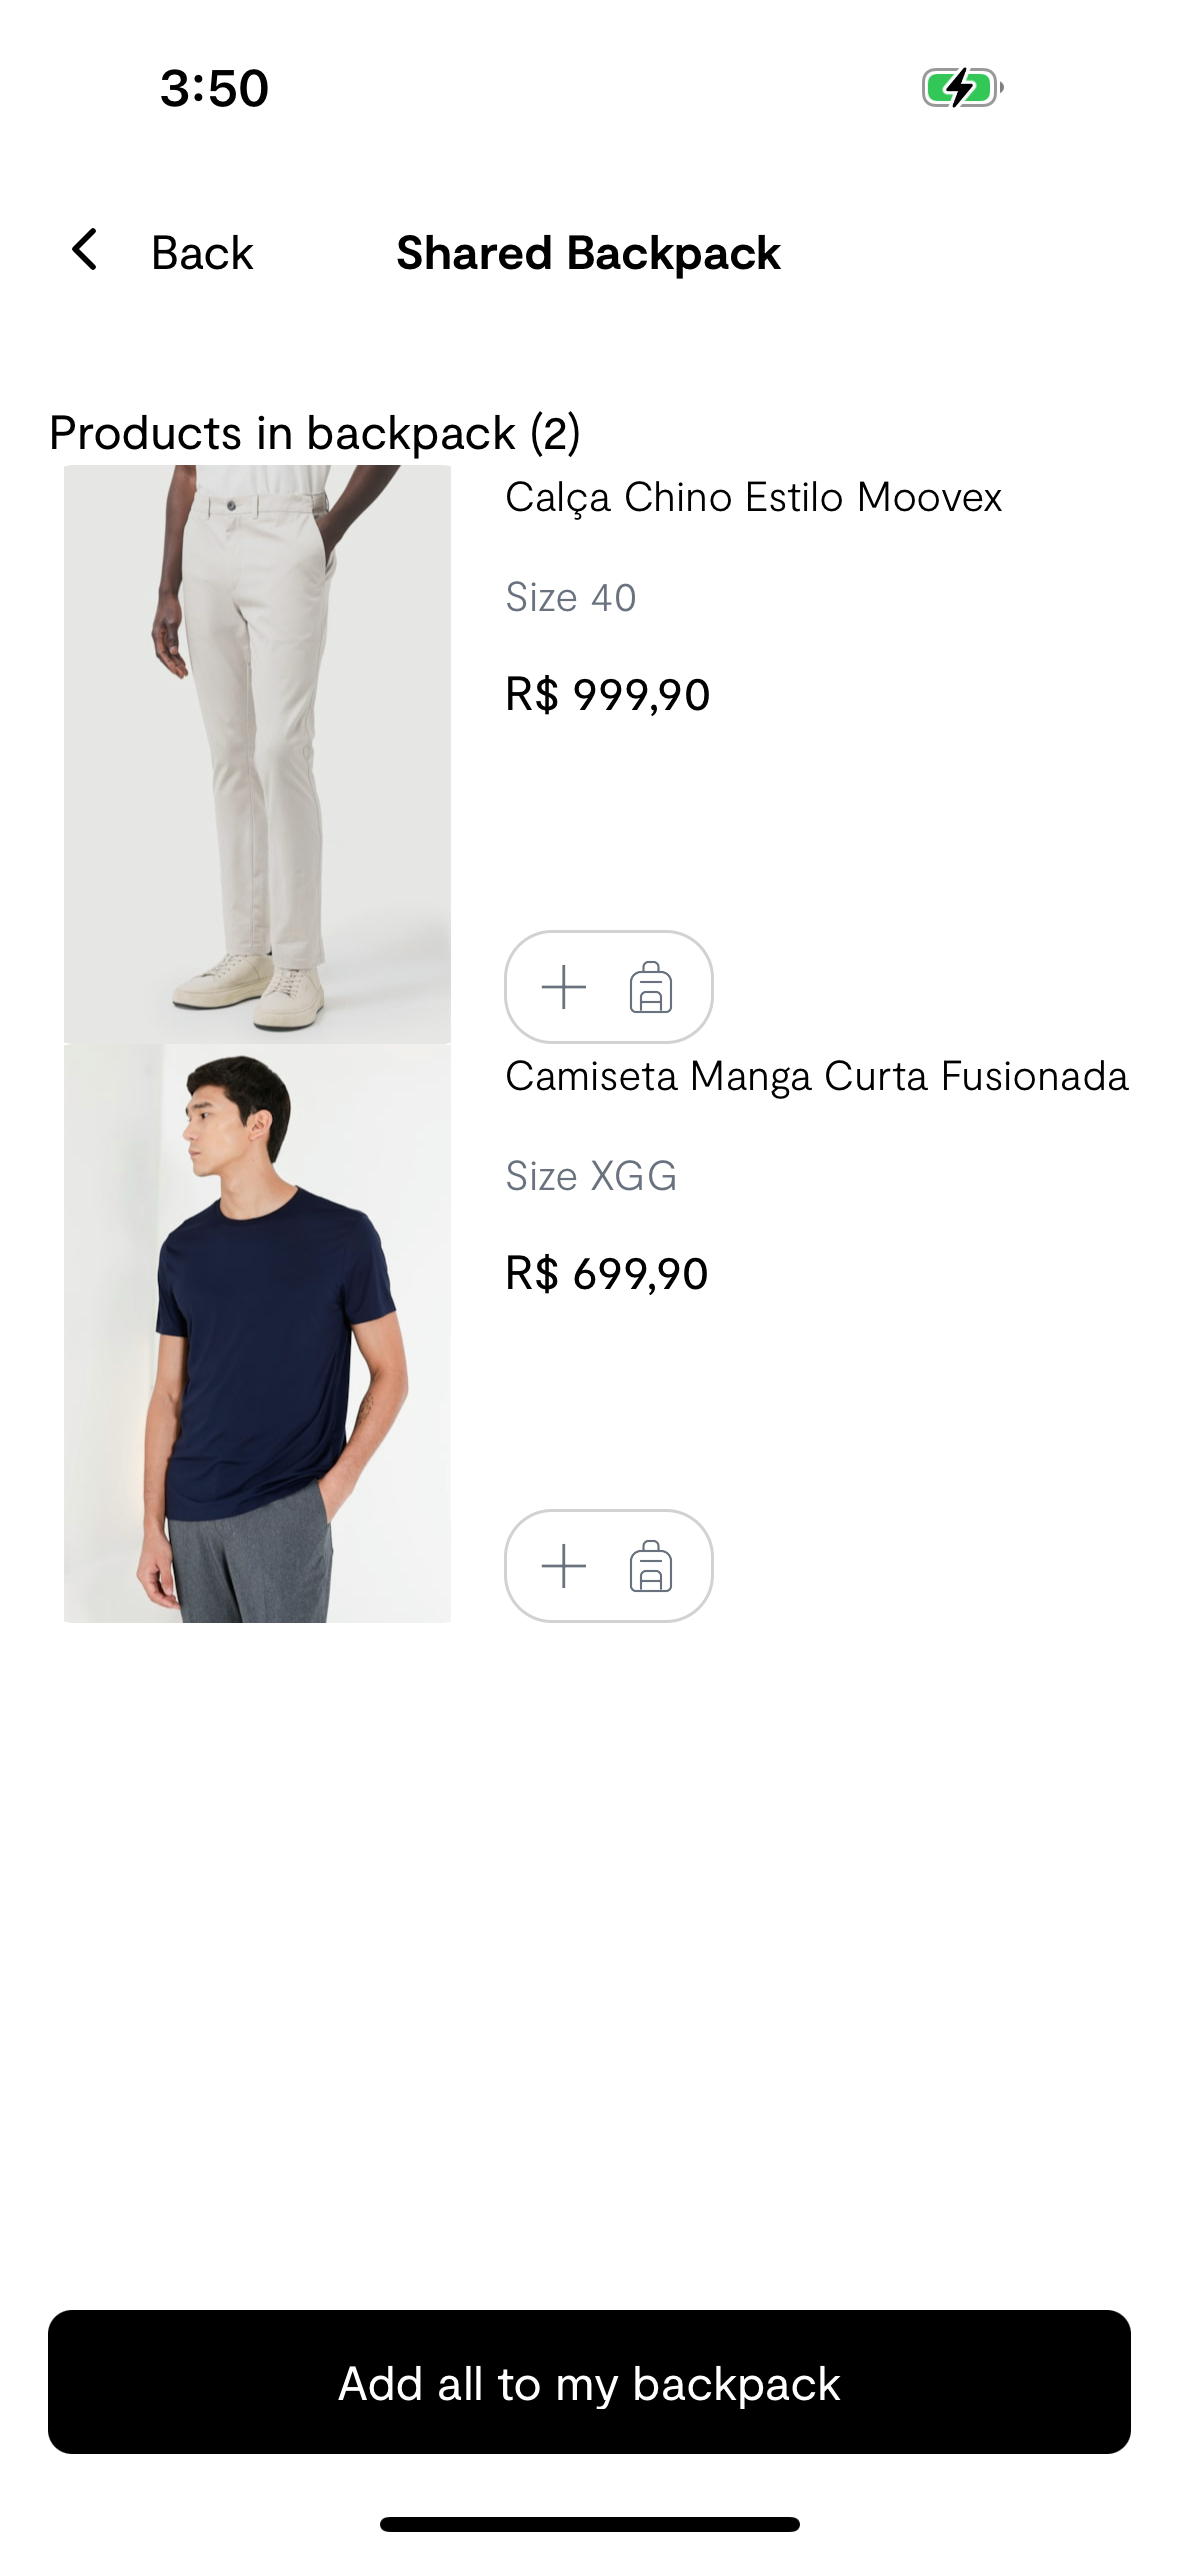 3:50
Back
Shared Backpack
Products in backpack (2)
Calça Chino Estilo Moovex
Size 40
R$ 999,90
Camiseta Manga Curta Fusionada
Size XGG
R$ 699,90
Add all to my backpack